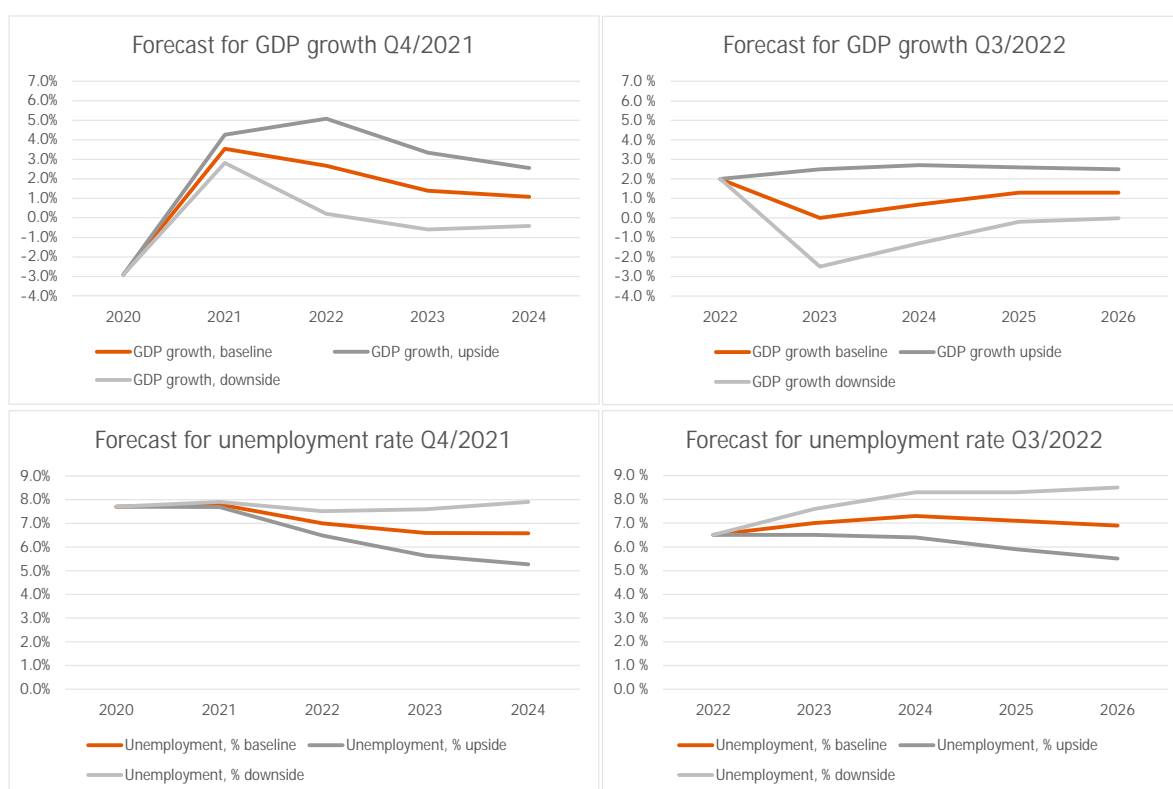 Forecast for GDP growth Q4/2021
7.0%
6.0%
5.0%
4.0%
3.0%
2.0%
1.0%
0.0%
-1.0%
-2.0%
-3.0%
-4.0%
2020 2021 2022 2023 2024
GDP growth, baseline GDP growth, upside
GDP growth, downside
Forecast for GDP growth Q3/2022
7.0 %
6.0 %
5.0 %
4.0 %
3.0 %
2.0 %
1.0 %
0.0 %
-1.0 %
-2.0 %
-3.0 %
-4.0 %
2022 2023 2024 2025 2026
GDP growth baseline GDP growth upside
GDP growth downside
Forecast for unemployment rate Q4/2021
9.0%
8.0%
7.0%
6.0%
5.0%
4.0%
3.0%
2.0%
1.0%
0.0%
2020 2021 2022 2023 2024
Unemployment, % baseline Unemployment, % upside
Unemployment, % downside
Forecast for unemployment rate Q3/2022
9.0 %
8.0 %
7.0 %
6.0 %
5.0 %
4.0 %
3.0 %
2.0 %
1.0 %
0.0 %
2022 2023 2024 2025 2026
Unemployment, % baseline Unemployment, % upside
Unemployment, % downside